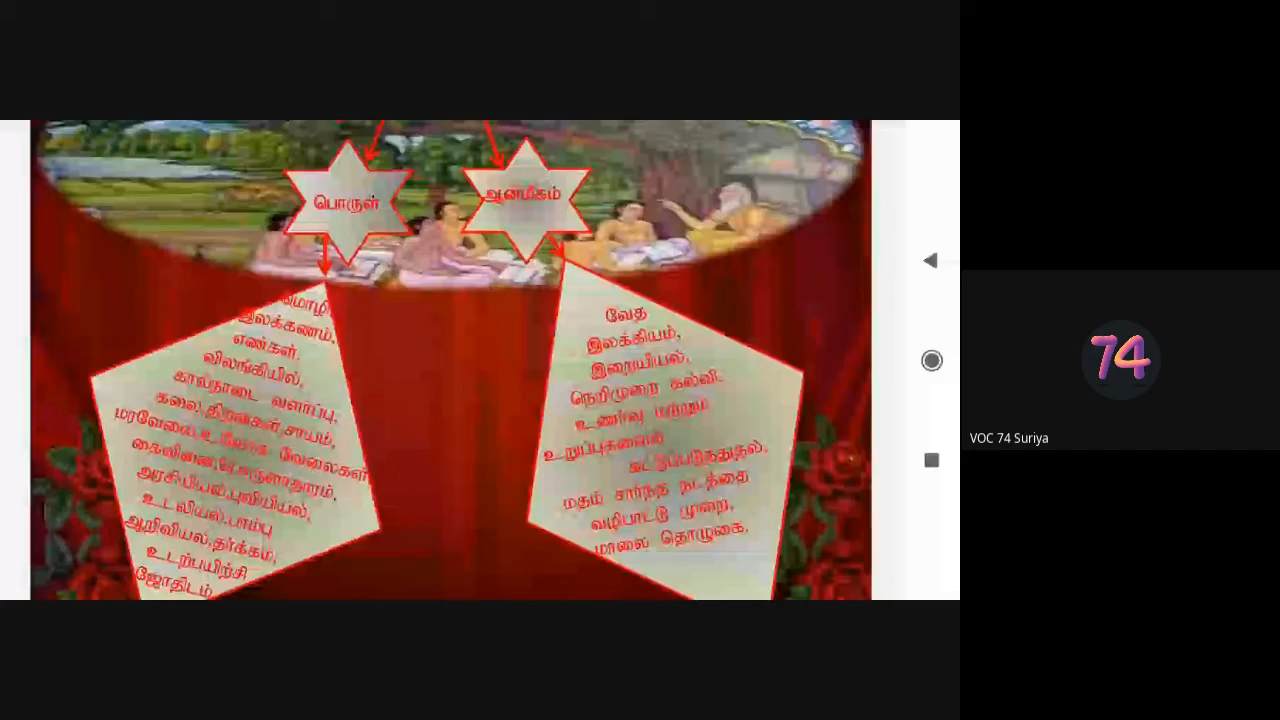 பொருள்
ஆன்மீகம்
மொழி,
இலக்கணம்,
எண்கள்,
விலங்கியில்,
கால்நடை வளர்ப்பு,
கலை,திறன்கள்,சாயம்,
மரவேலை,உலோக வேலைகள்
கைவினை,பொருளாதாரம்,
அரசியியல்,புவியியல்,
உடலியல்,பாம்பு
அறிவியல்,தர்க்கம்,
உடற்பயிற்சி
ஜோதிடம்
வேத
இலக்கியம்,
இறையியல்,
நெறிமுறை கல்வி,
உணர்வு மற்றும்
உறுப்புகளைக்
கட்டுப்படுத்துதல்,
மதம் சார்ந்த நடத்தை
வழிபாட்டு முறை,
மாலை தொழுகை,
74
VOC 74 Suriya